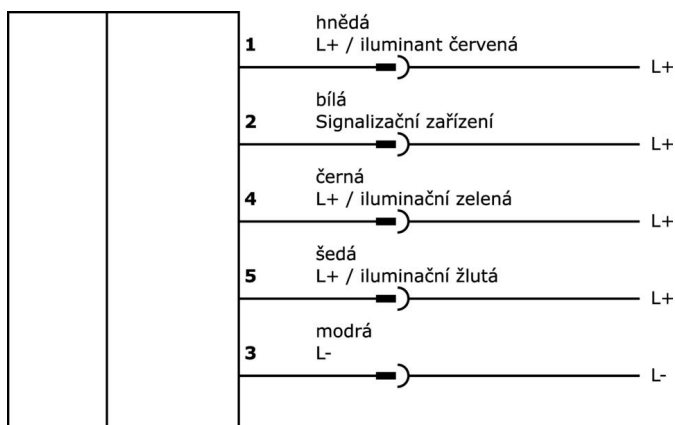 hnědá
1 L+ / iluminant červená
L+
bílá
2 Signalizační zařízení
L+
černá
4 L+ / iluminační zelená
L+
šedá
5 L+ / iluminační žlutá
L+
modrá
3 L-
L-